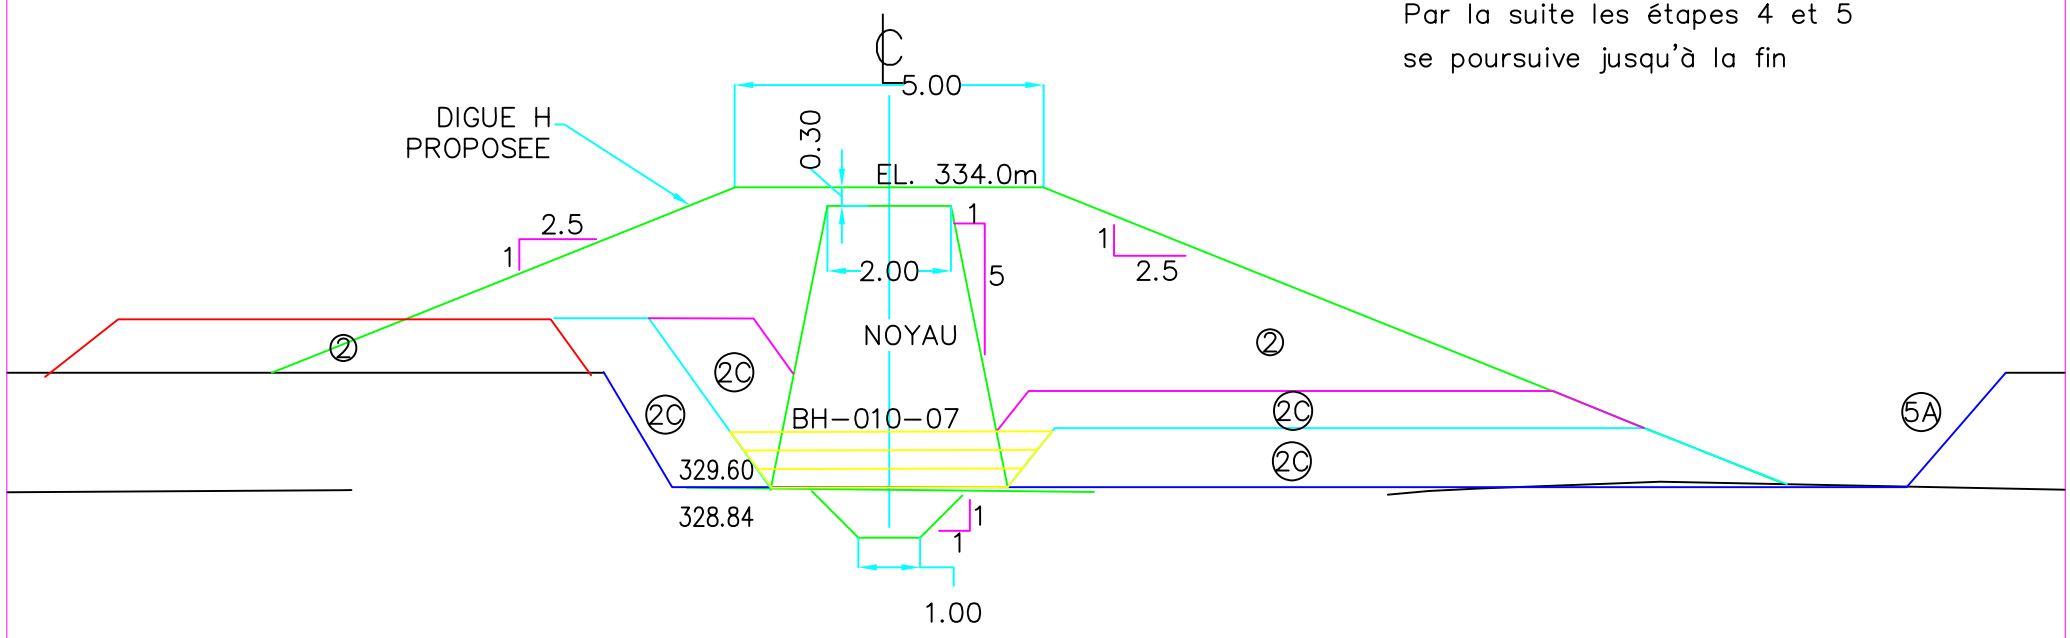 Par la suite les étapes 4 et 5
se poursuive jusqu'à la fin
℄
5.00
DIGUE H
PROPOSEE
0.30
EL. 334.0m
2.5
1
1
5
1
2.5
2.00
NOYAU
2
2
2C
2C
BH-010-07
2C
5A
2C
329.60
328.84
1
1
1.00